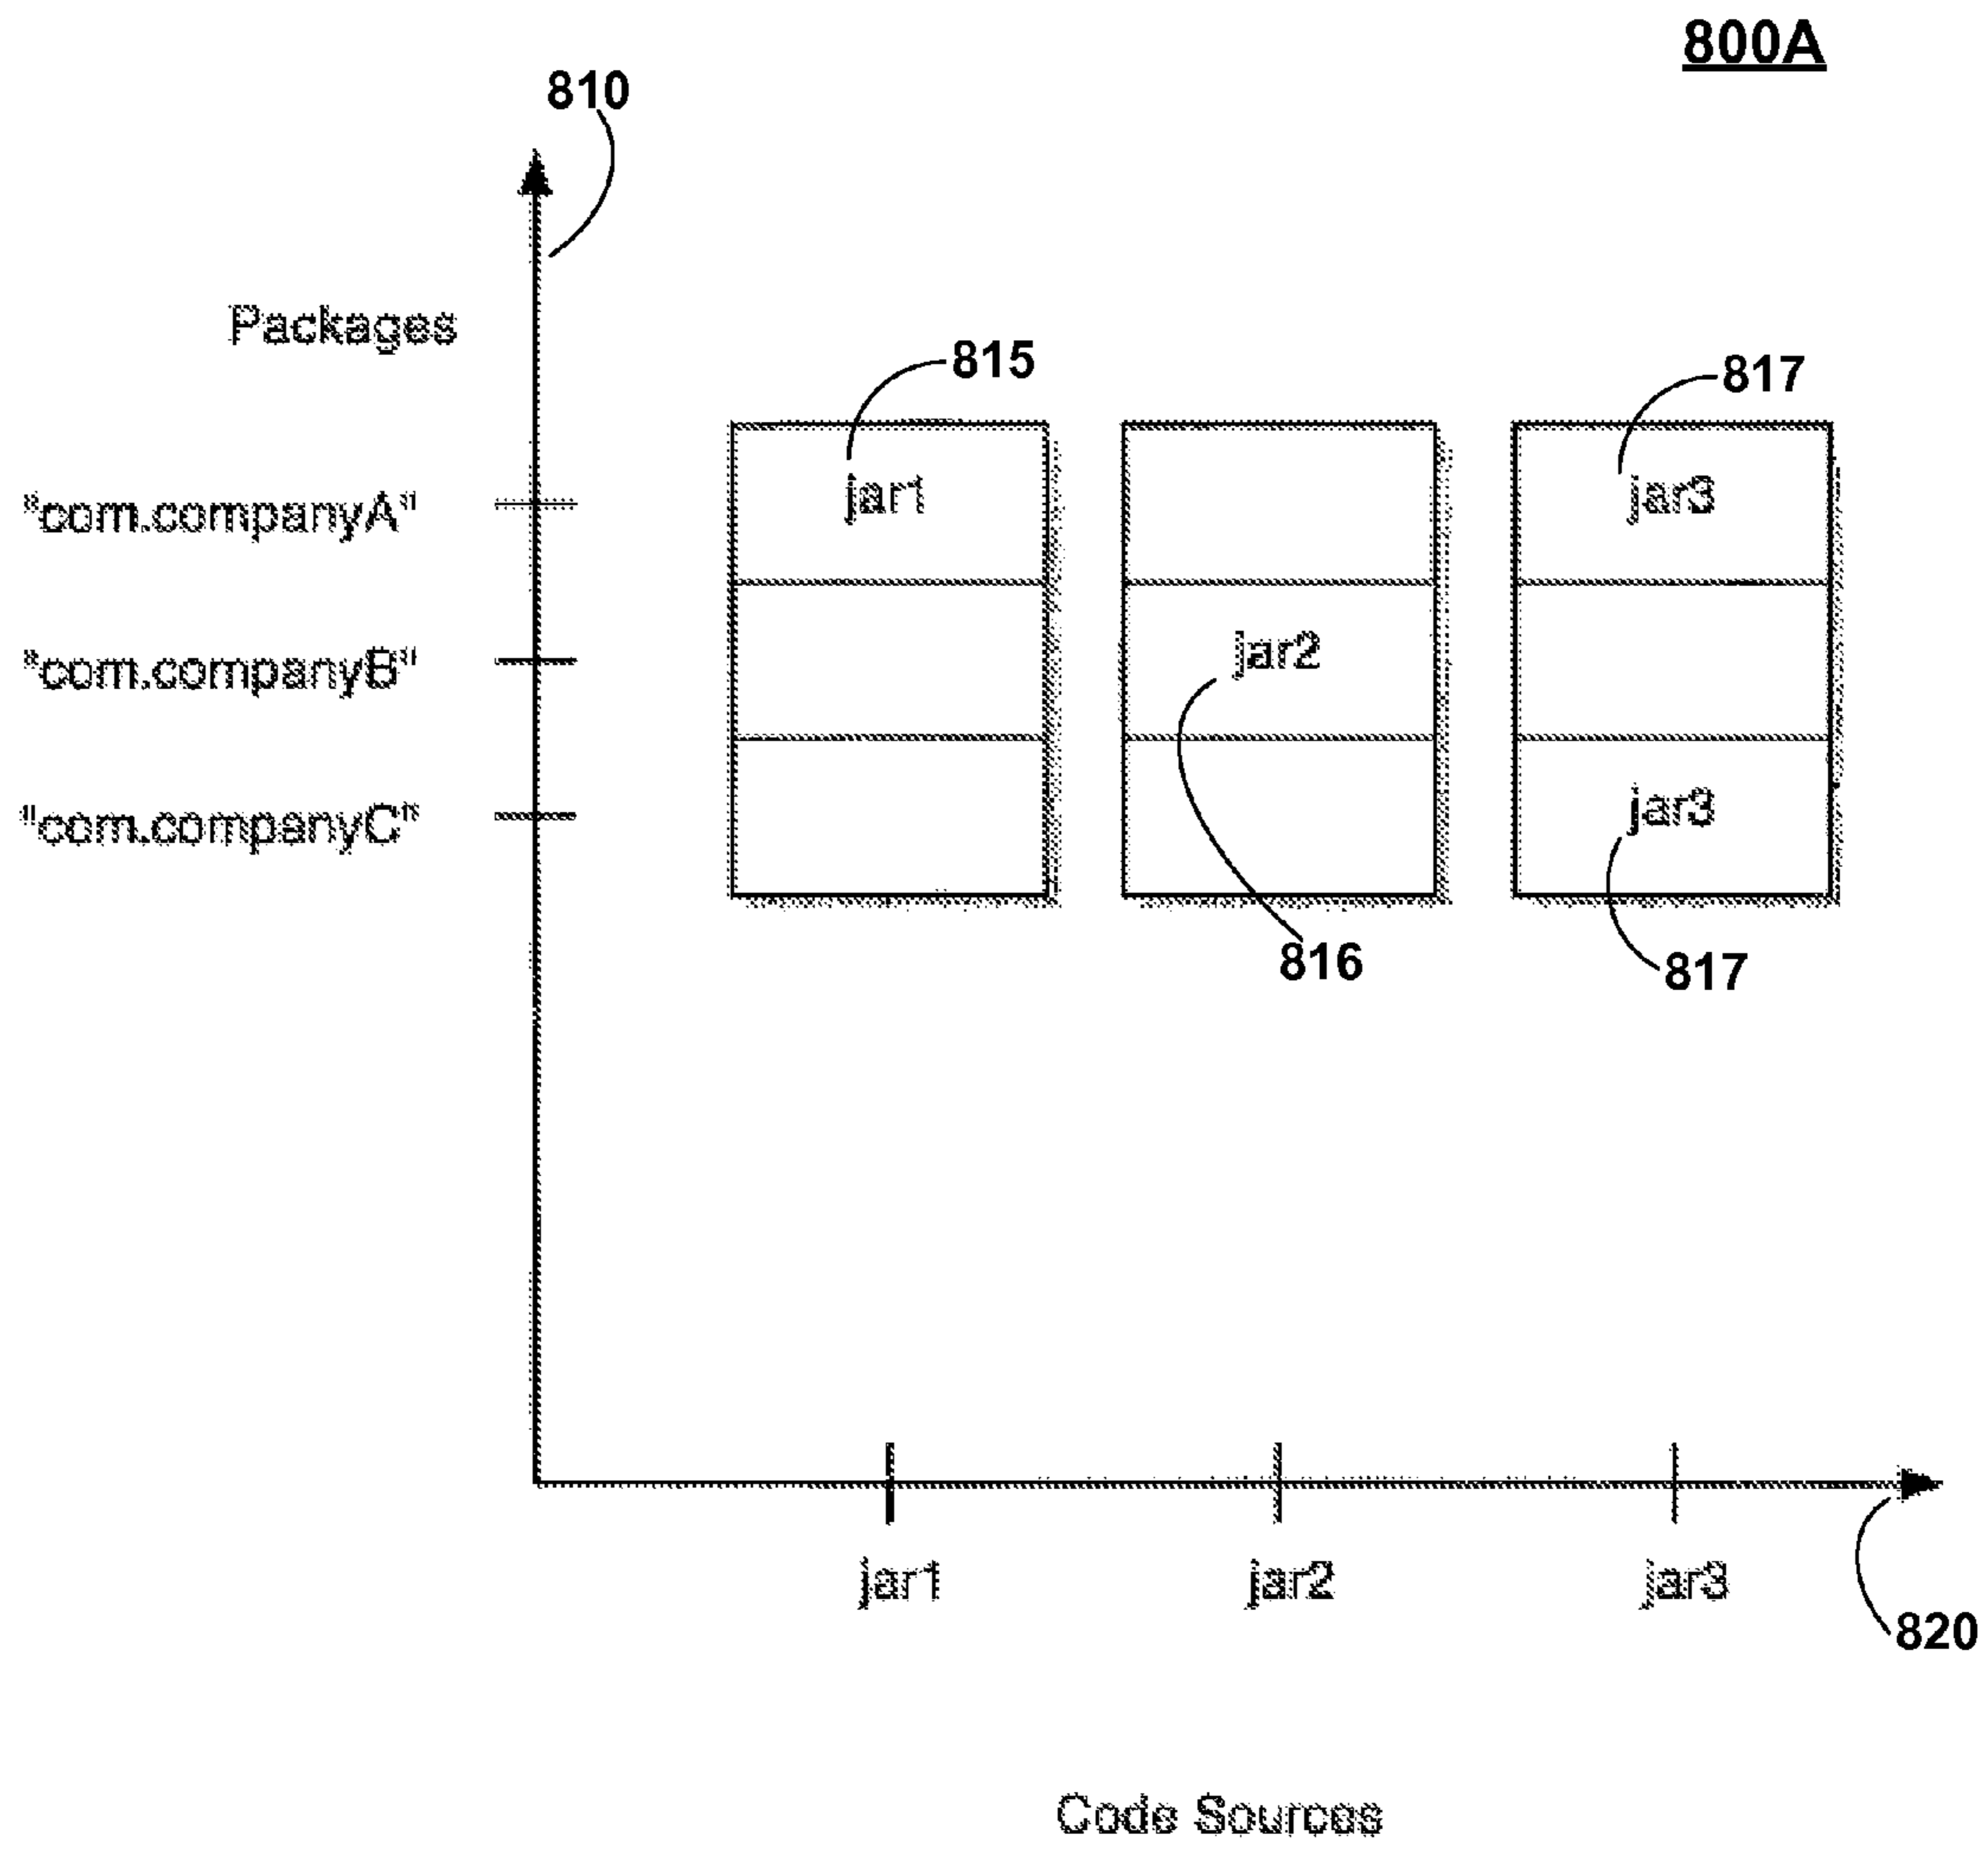 800A
810
Packages
815
817
"com.companyA"
jar1
jar3
"com.companyB"
jar2
"com.companyC"
jar3
816
817
jar1
jar2
jar3
820
Code Sources